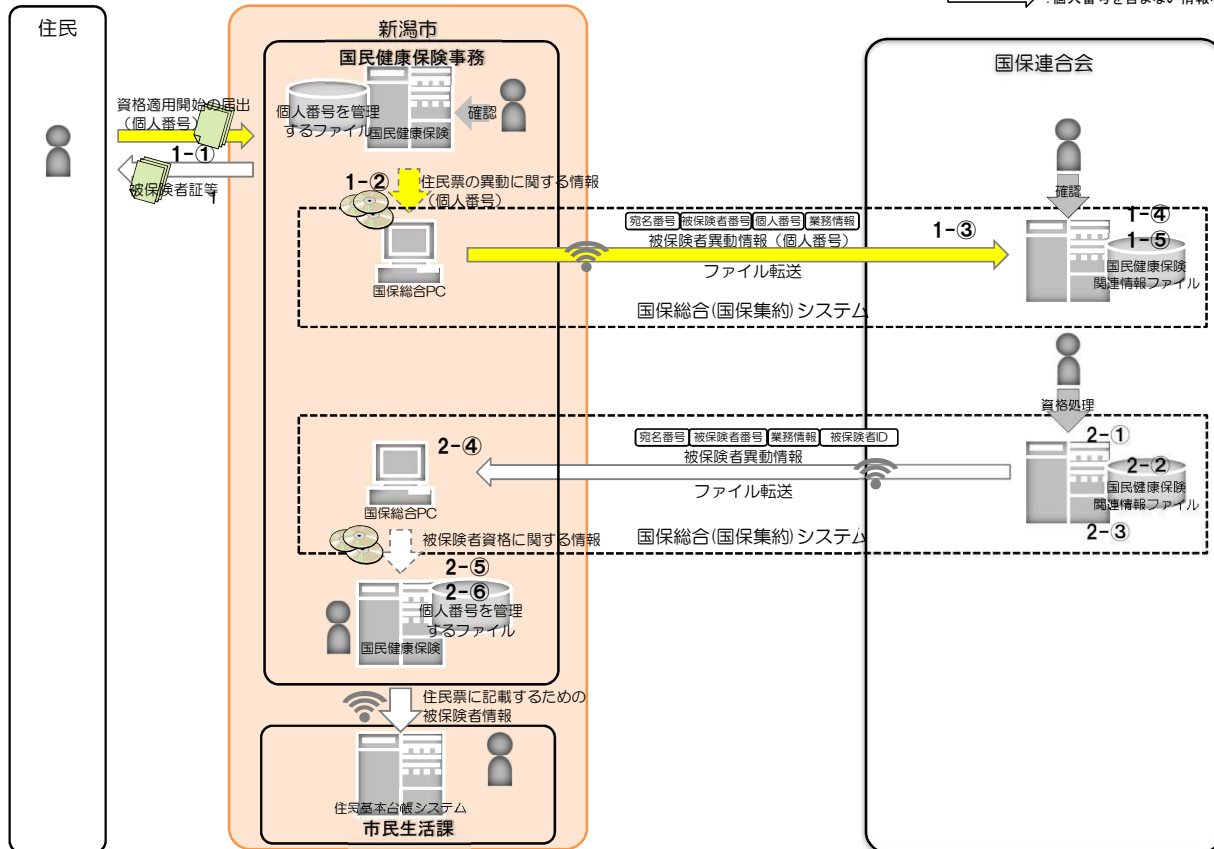 ：個人番号を含まない情報
住民
新潟市
国民健康保険事務
国保連合会
資格適用開始の届出
（個人番号）
1-①
被保険者証等
1
個人番号を管理
するファイル
国民健康保険
確認
1-②
住民票の異動に関する情報
（個人番号）
国保総合PC
宛名番号 被保険者番号 個人番号 業務情報
被保険者異動情報（個人番号）
1-③
ファイル転送
国保総合(国保集約)システム
確認
1-④
1-⑤
国民健康保険
関連情報ファイル
資格処理
2-①
2-②
国民健康保険
関連情報ファイル
2-③
宛名番号 被保険者番号 業務情報 被保険者ID
被保険者異動情報
ファイル転送
国保総合(国保集約)システム
2-④
国保総合PC
被保険者資格に関する情報
2-⑤
2-⑥
個人番号を管理
するファイル
国民健康保険
住民票に記載するための
被保険者情報
住民基本台帳システム
市民生活課